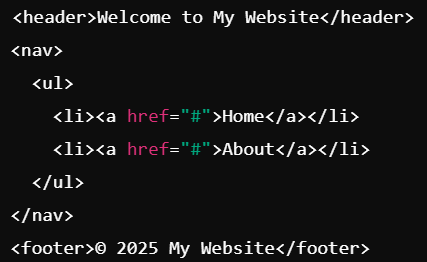 <header>Welcome to My Website</header>
<nav>
  <ul>
    <li><a href="#">Home</a></li>
    <li><a href="#">About</a></li>
  </ul>
</nav>
<footer>© 2025 My Website</footer>